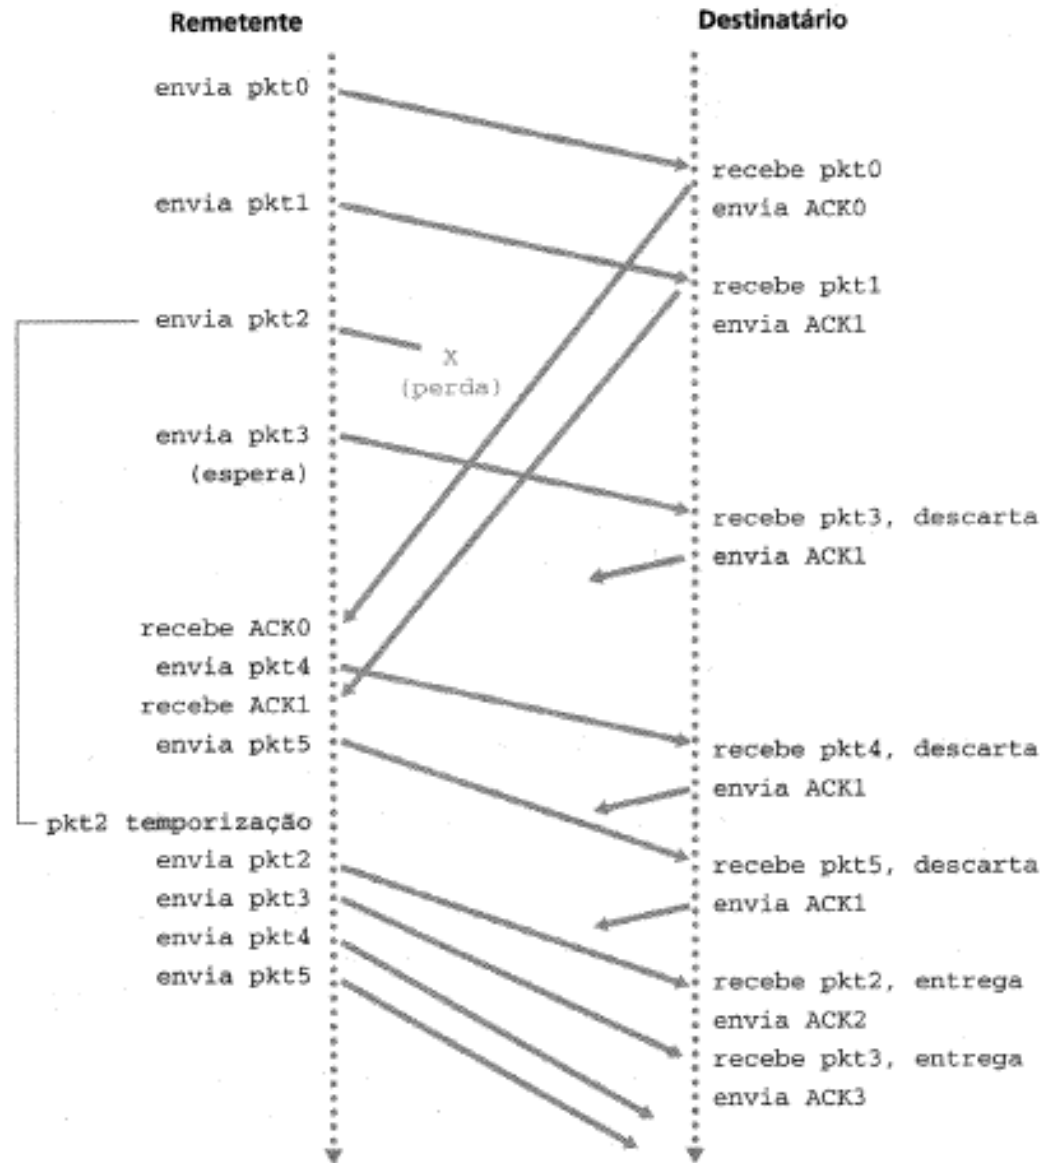 Remetente
Destinatário
envia pkt0
recebe pkt0
envia pkt1
envia ACK0
recebe pkt1
envia pkt2
envia ACK1
X
(perda)
envia pkt3
(espera)
recebe pkt3, descarta
envia ACK1
recebe ACK0
envia pkt4
recebe ACK1
envia pkt5
recebe pkt4, descarta
envia ACK1
pkt2 temporização
envia pkt2
recebe pkt5, descarta
envia pkt3
envia ACK1
envia pkt4
envia pkt5
recebe pkt2, entrega
envia ACK2
recebe pkt3, entrega
envia ACK3